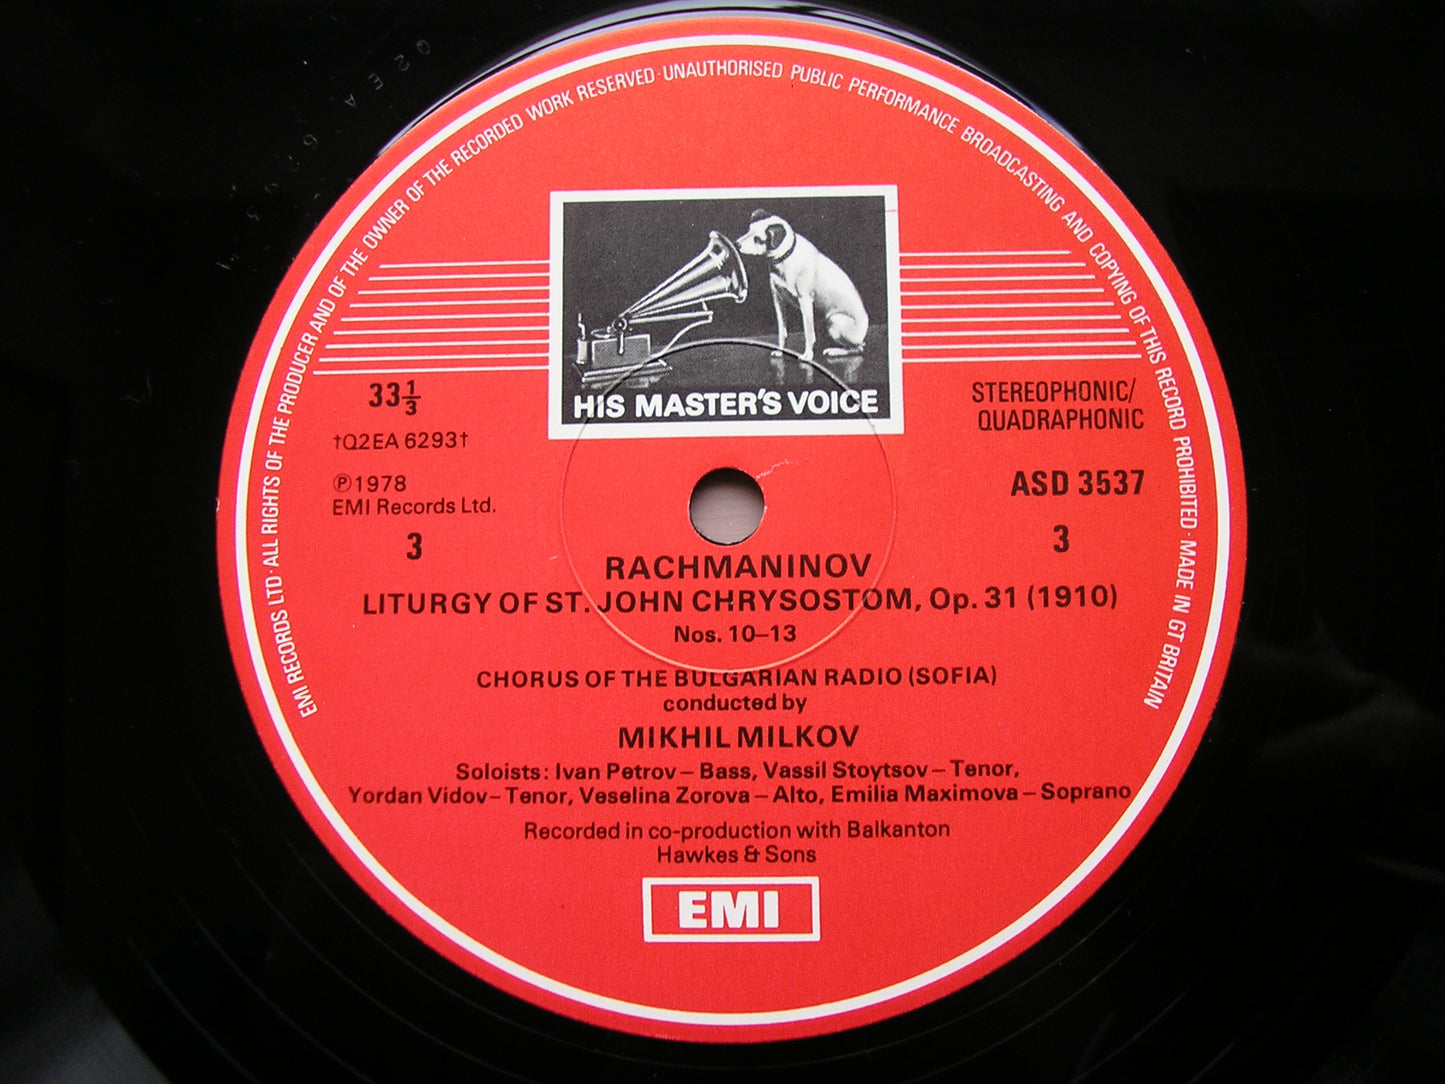 EMI RECORDS LTD · ALL RIGHTS OF THE PRODUCER AND OF THE OWNER OF THE RECORDED WORK RESERVED · UNAUTHORISED PUBLIC PERFORMANCE BROADCASTING AND COPYING OF THIS RECORD PROHIBITED · MADE IN GT BRITAIN
HIS MASTER'S VOICE
33 1/3
†Q2EA 6293†
℗1978
EMI Records Ltd.
3
STEREOPHONIC/
QUADRAPHONIC
ASD 3537
3
RACHMANINOV
LITURGY OF ST. JOHN CHRYSOSTOM, Op. 31 (1910)
Nos. 10–13
CHORUS OF THE BULGARIAN RADIO (SOFIA)
conducted by
MIKHIL MILKOV
Soloists: Ivan Petrov – Bass, Vassil Stoytsov – Tenor,
Yordan Vidov – Tenor, Veselina Zorova – Alto, Emilia Maximova – Soprano
Recorded in co-production with Balkanton
Hawkes & Sons
EMI